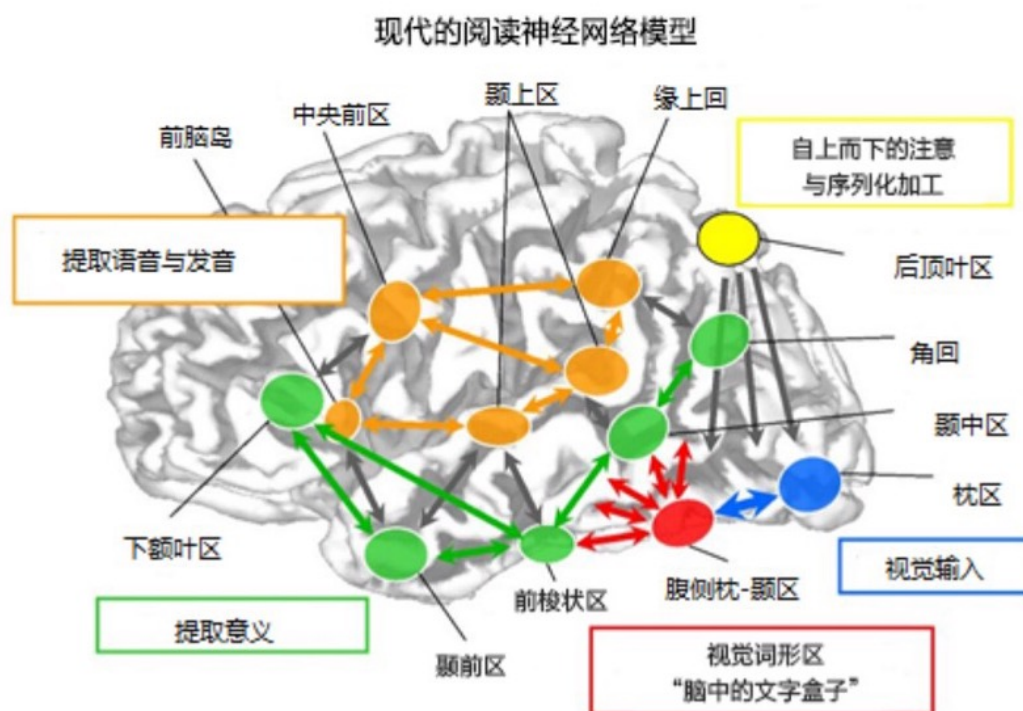 现代的阅读神经网络模型
颞上区
缘上回
中央前区
前脑岛
自上而下的注意
与序列化加工
提取语音与发音
后顶叶区
角回
颞中区
枕区
下额叶区
视觉输入
腹侧枕-颞区
前梭状区
提取意义
颞前区
视觉词形区
“脑中的文字盒子”